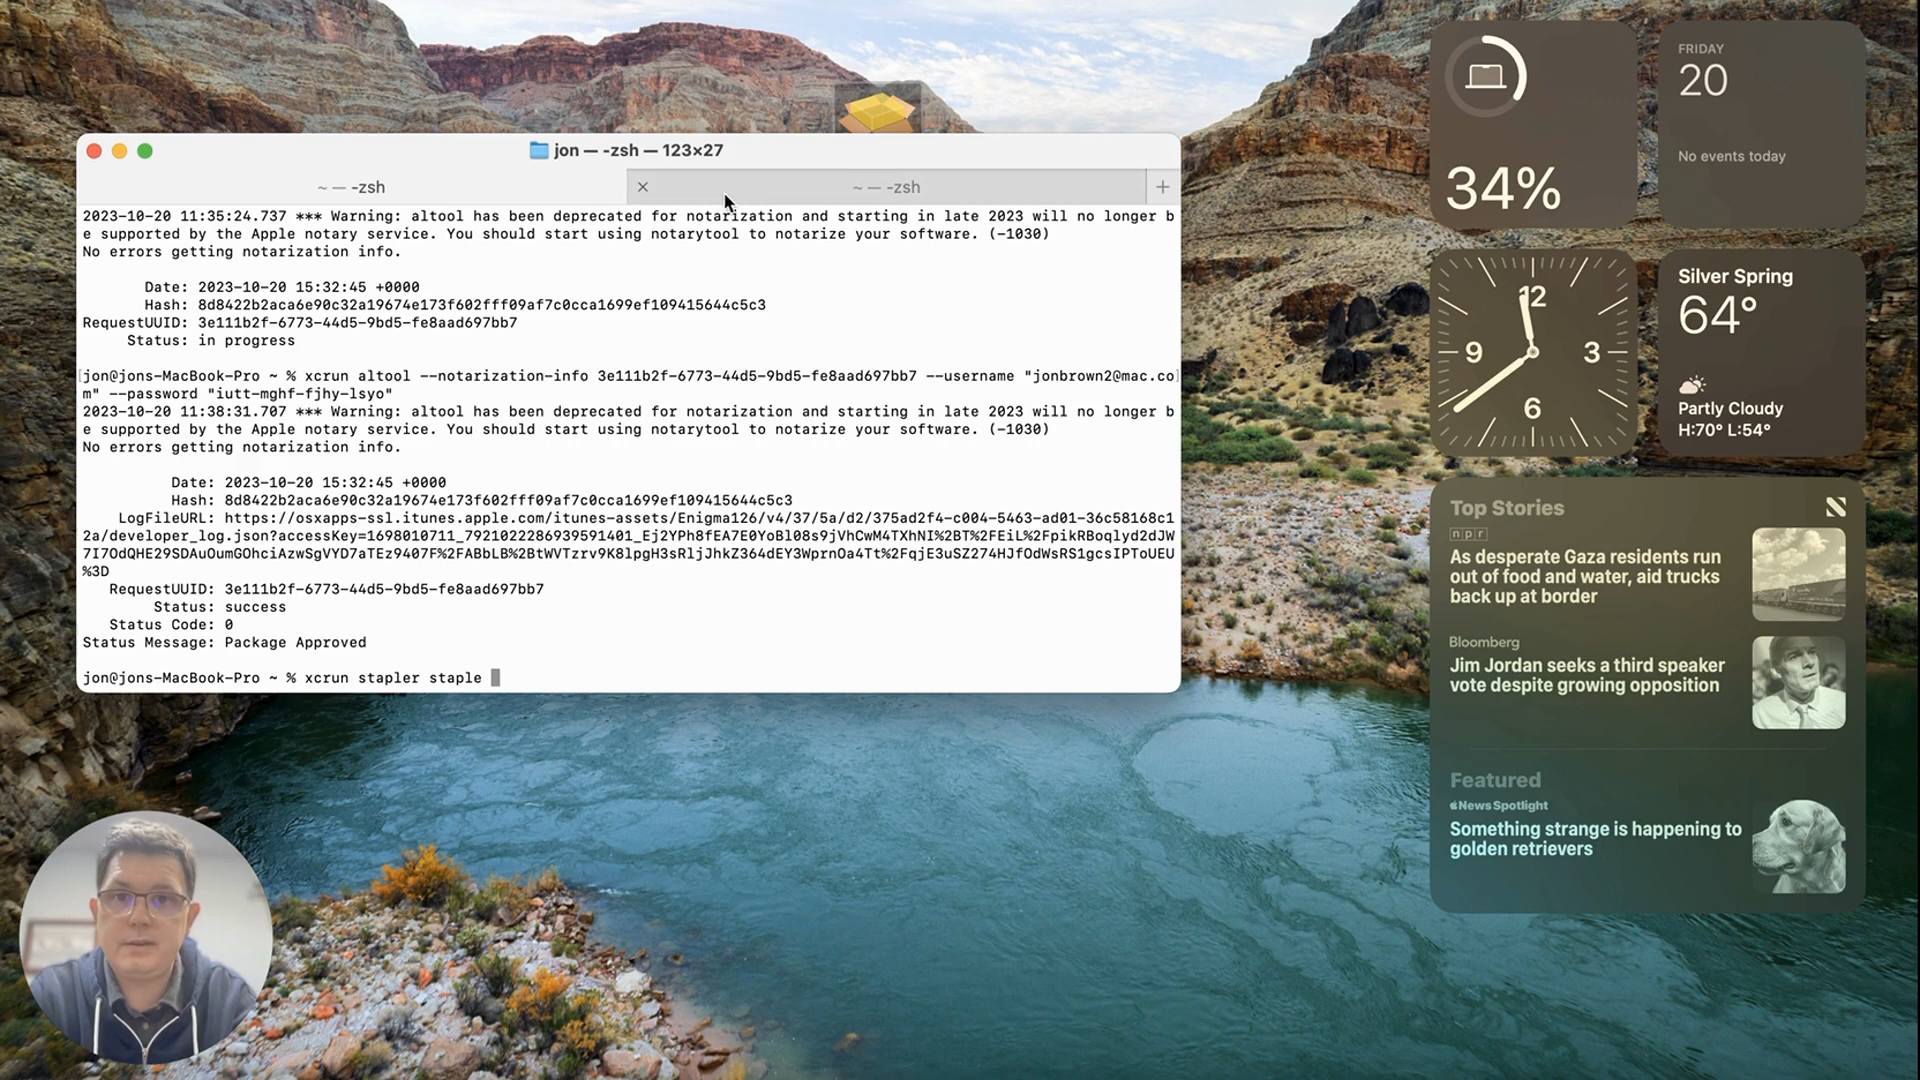 jon — -zsh — 123×27
~ — -zsh
~ — -zsh
2023-10-20 11:35:24.737 *** Warning: altool has been deprecated for notarization and starting in late 2023 will no longer b
e supported by the Apple notary service. You should start using notarytool to notarize your software. (-1030)
No errors getting notarization info.
Date: 2023-10-20 15:32:45 +0000
Hash: 8d8422b2aca6e90c32a19674e173f602fff09af7c0cca1699ef109415644c5c3
RequestUUID: 3e111b2f-6773-44d5-9bd5-fe8aad697bb7
Status: in progress
jon@jons-MacBook-Pro ~ % xcrun altool --notarization-info 3e111b2f-6773-44d5-9bd5-fe8aad697bb7 --username "jonbrown2@mac.co
m" --password "iutt-mghf-fjhy-lsyo"
2023-10-20 11:38:31.707 *** Warning: altool has been deprecated for notarization and starting in late 2023 will no longer b
e supported by the Apple notary service. You should start using notarytool to notarize your software. (-1030)
No errors getting notarization info.
Date: 2023-10-20 15:32:45 +0000
Hash: 8d8422b2aca6e90c32a19674e173f602fff09af7c0cca1699ef109415644c5c3
LogFileURL: https://osxapps-ssl.itunes.apple.com/itunes-assets/Enigma126/v4/37/5a/d2/375ad2f4-c004-5463-ad01-36c58168c1
2a/developer_log.json?accessKey=1698010711_7921022286939591401_Ej2YPh8fEA7E0YoBl08s9jVhCwM4TXhNI%2BT%2FEiL%2FpikRBoqlyd2dJW
7I7OdQHE29SDAuOumGOhciAzwSgVYD7aTEz9407F%2FABbLB%2BtWVTzrv9K8lpgH3sRljJhkZ364dEY3WprnOa4Tt%2FqjE3uSZ274HJfOdWsRS1gcsIPToUEU
%3D
RequestUUID: 3e111b2f-6773-44d5-9bd5-fe8aad697bb7
Status: success
Status Code: 0
Status Message: Package Approved
jon@jons-MacBook-Pro ~ % xcrun stapler staple
34%
FRIDAY
20
No events today
12
9
3
6
Silver Spring
64°
Partly Cloudy
H:70° L:54°
Top Stories
npr
As desperate Gaza residents run
out of food and water, aid trucks
back up at border
Bloomberg
Jim Jordan seeks a third speaker
vote despite growing opposition
Featured
News Spotlight
Something strange is happening to
golden retrievers